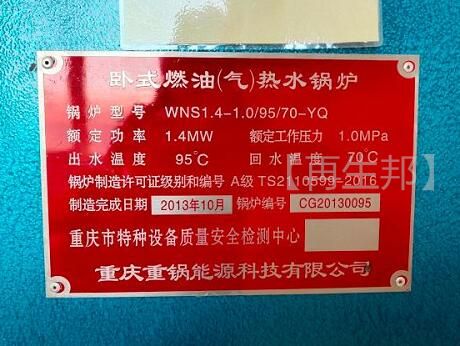 卧式燃油(气)热水锅炉
锅炉型号 WNS1.4-1.0/95/70-YQ
额定功率 1.4MW 额定工作压力 1.0MPa
出水温度 95℃ 回水温度 70℃
锅炉制造许可证级别和编号 A级 TS2110599-2016
制造完成日期 2013年10月 锅炉编号 CG20130095
重庆市特种设备质量安全检测中心
重庆重锅能源科技有限公司
【再生邦】